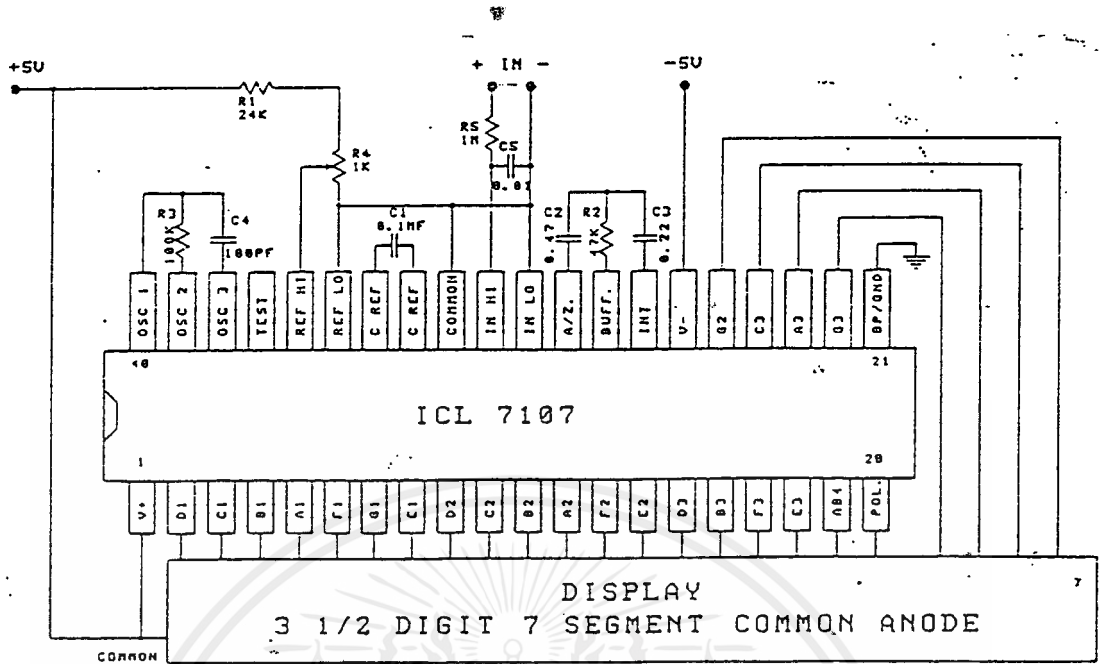 +5V
+ IN -
-5V
R1
24K
R5
1M
C5
0.01
R4
1K
R3
100K
C4
100PF
C1
0.1MF
C2
0.47
R2
47K
C3
0.22
OSC 1
OSC 2
OSC 3
TEST
REF HI
REF LO
C REF
C REF
COMMON
IN HI
IN LO
A/Z.
BUFF.
INT
V-
G2
C3
A3
G3
BP/GND
40
21
ICL 7107
1
20
V+
D1
C1
B1
A1
F1
G1
E1
D2
C2
B2
A2
F2
E2
D3
B3
F3
E3
AB4
POL.
DISPLAY
7
3 1/2 DIGIT 7 SEGMENT COMMON ANODE
COMMON